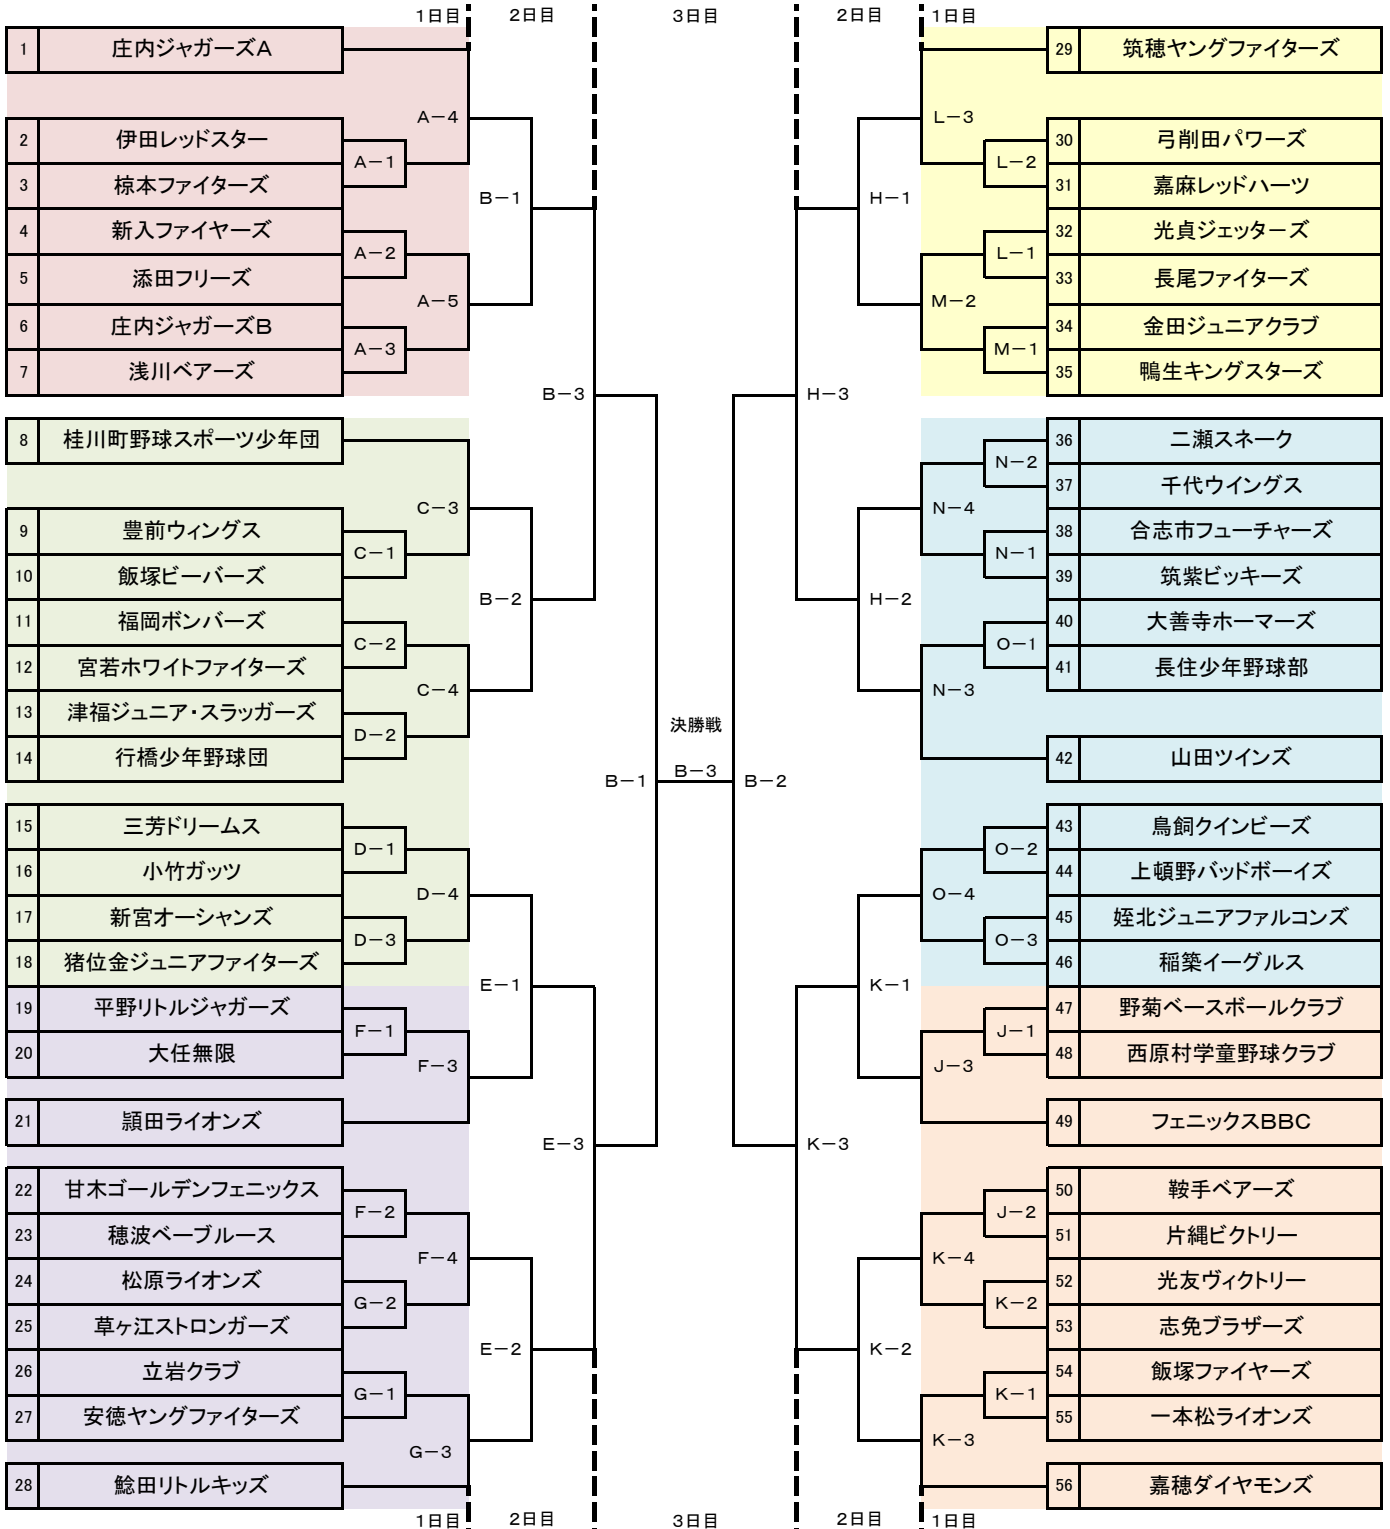 1日目 2日目 3日目 2日目 1日目
1 庄内ジャガーズA
2 伊田レッドスター
3 椋本ファイターズ
4 新入ファイヤーズ
5 添田フリーズ
6 庄内ジャガーズB
7 浅川ベアーズ
A-4
A-1
B-1
A-2
A-5
A-3
B-3
8 桂川町野球スポーツ少年団
9 豊前ウィングス
10 飯塚ビーバーズ
11 福岡ボンバーズ
12 宮若ホワイトファイターズ
13 津福ジュニア・スラッガーズ
14 行橋少年野球団
C-3
C-1
B-2
C-2
C-4
D-2
B-1
15 三芳ドリームス
16 小竹ガッツ
17 新宮オーシャンズ
18 猪位金ジュニアファイターズ
19 平野リトルジャガーズ
20 大任無限
21 頴田ライオンズ
D-1
D-4
D-3
E-1
F-1
F-3
E-3
22 甘木ゴールデンフェニックス
23 穂波ベーブルース
24 松原ライオンズ
25 草ヶ江ストロンガーズ
26 立岩クラブ
27 安徳ヤングファイターズ
28 鯰田リトルキッズ
F-2
F-4
G-2
E-2
G-1
G-3
決勝戦
B-3
29 筑穂ヤングファイターズ
30 弓削田パワーズ
31 嘉麻レッドハーツ
32 光貞ジェッターズ
33 長尾ファイターズ
34 金田ジュニアクラブ
35 鴨生キングスターズ
L-3
L-2
H-1
L-1
M-2
M-1
H-3
36 二瀬スネーク
37 千代ウイングス
38 合志市フューチャーズ
39 筑紫ビッキーズ
40 大善寺ホーマーズ
41 長住少年野球部
42 山田ツインズ
N-2
N-4
N-1
H-2
O-1
N-3
B-2
43 鳥飼クインビーズ
44 上頓野バッドボーイズ
45 姪北ジュニアファルコンズ
46 稲築イーグルス
47 野菊ベースボールクラブ
48 西原村学童野球クラブ
49 フェニックスBBC
O-2
O-4
O-3
K-1
J-1
J-3
K-3
50 鞍手ベアーズ
51 片縄ビクトリー
52 光友ヴィクトリー
53 志免ブラザーズ
54 飯塚ファイヤーズ
55 一本松ライオンズ
56 嘉穂ダイヤモンズ
J-2
K-4
K-2
K-2
K-1
K-3
1日目 2日目 3日目 2日目 1日目